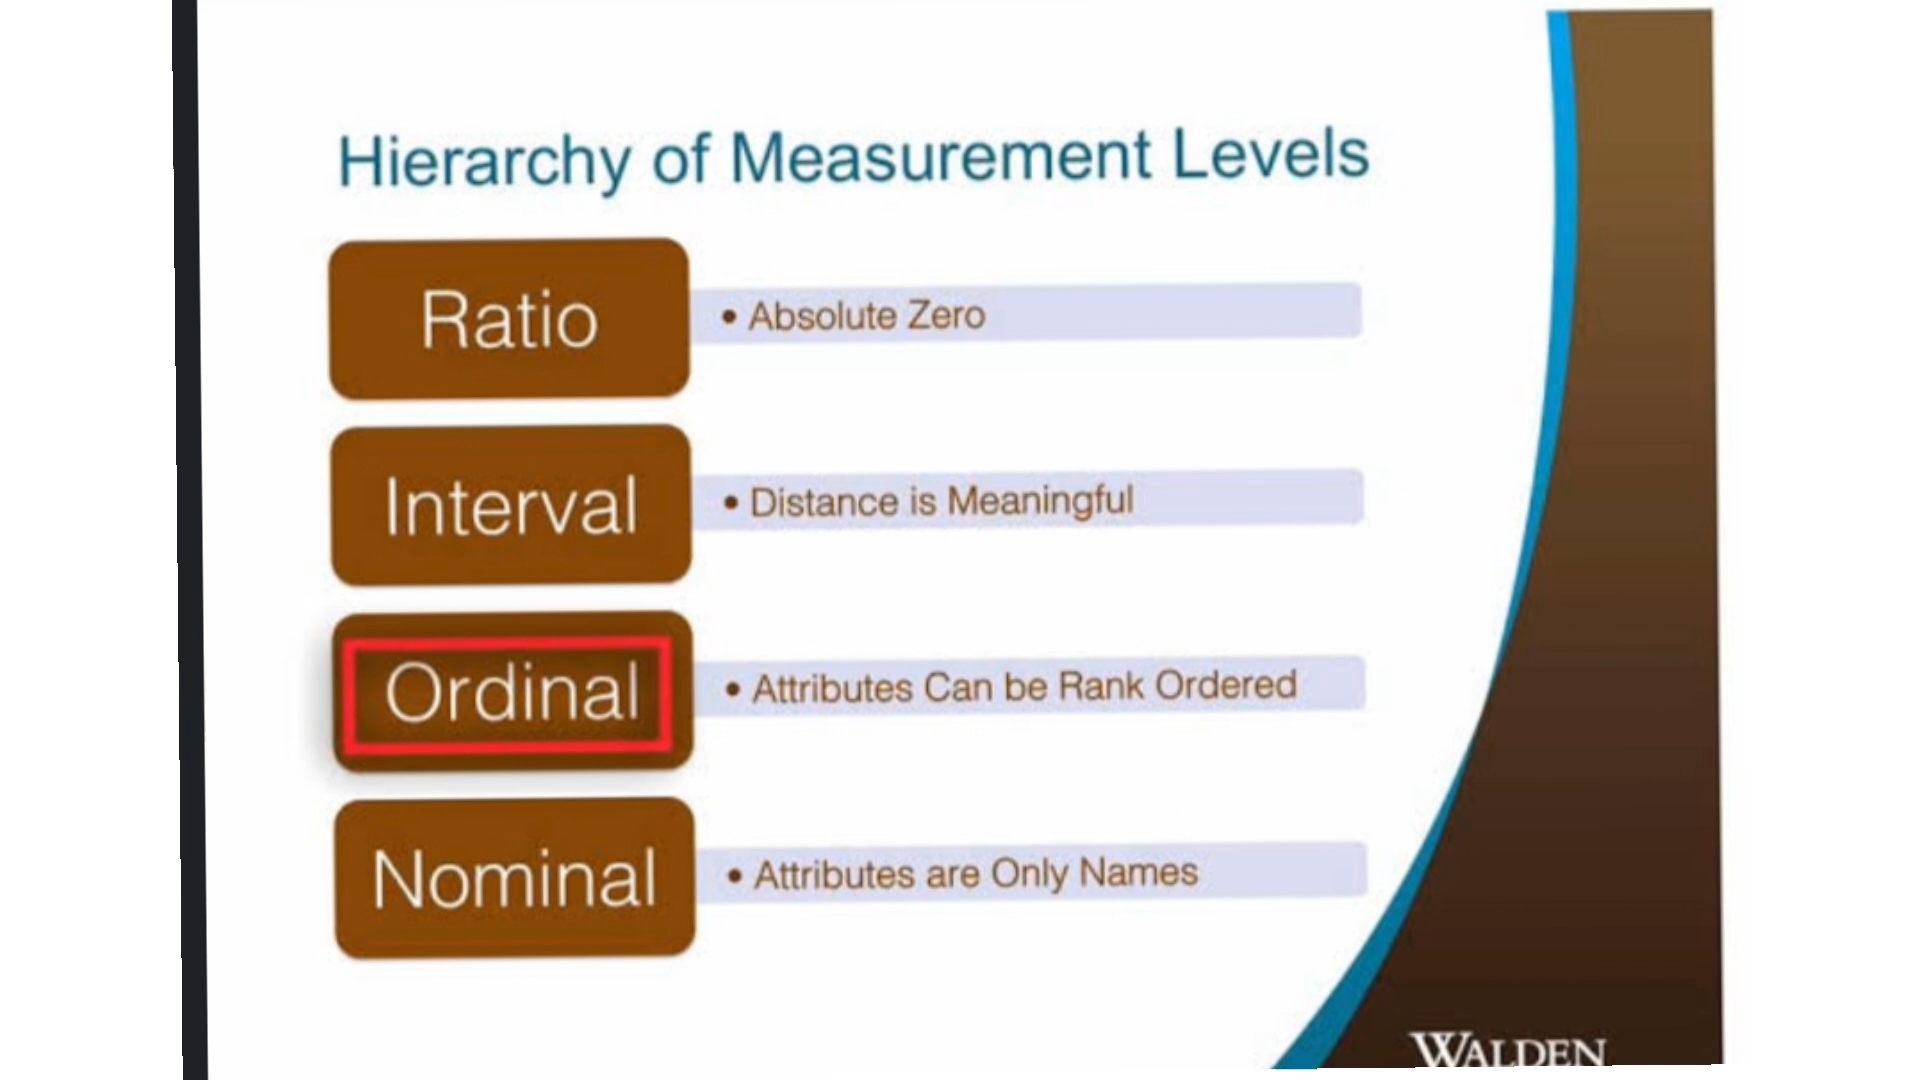 Hierarchy of Measurement Levels
Ratio
• Absolute Zero
Interval
• Distance is Meaningful
Ordinal
• Attributes Can be Rank Ordered
Nominal
• Attributes are Only Names
WALDEN